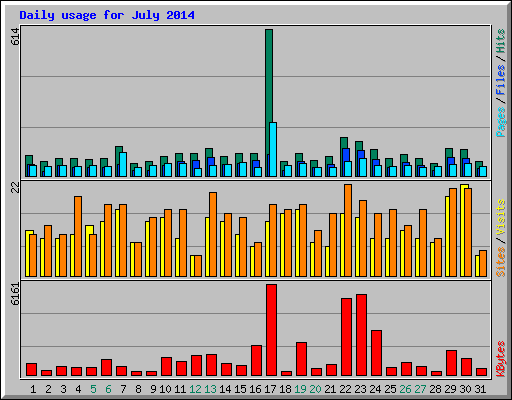 Daily usage for July 2014
614
Pages / Files / Hits
22
Sites / Visits
6161
KBytes
1 2 3 4 5 6 7 8 9 10 11 12 13 14 15 16 17 18 19 20 21 22 23 24 25 26 27 28 29 30 31